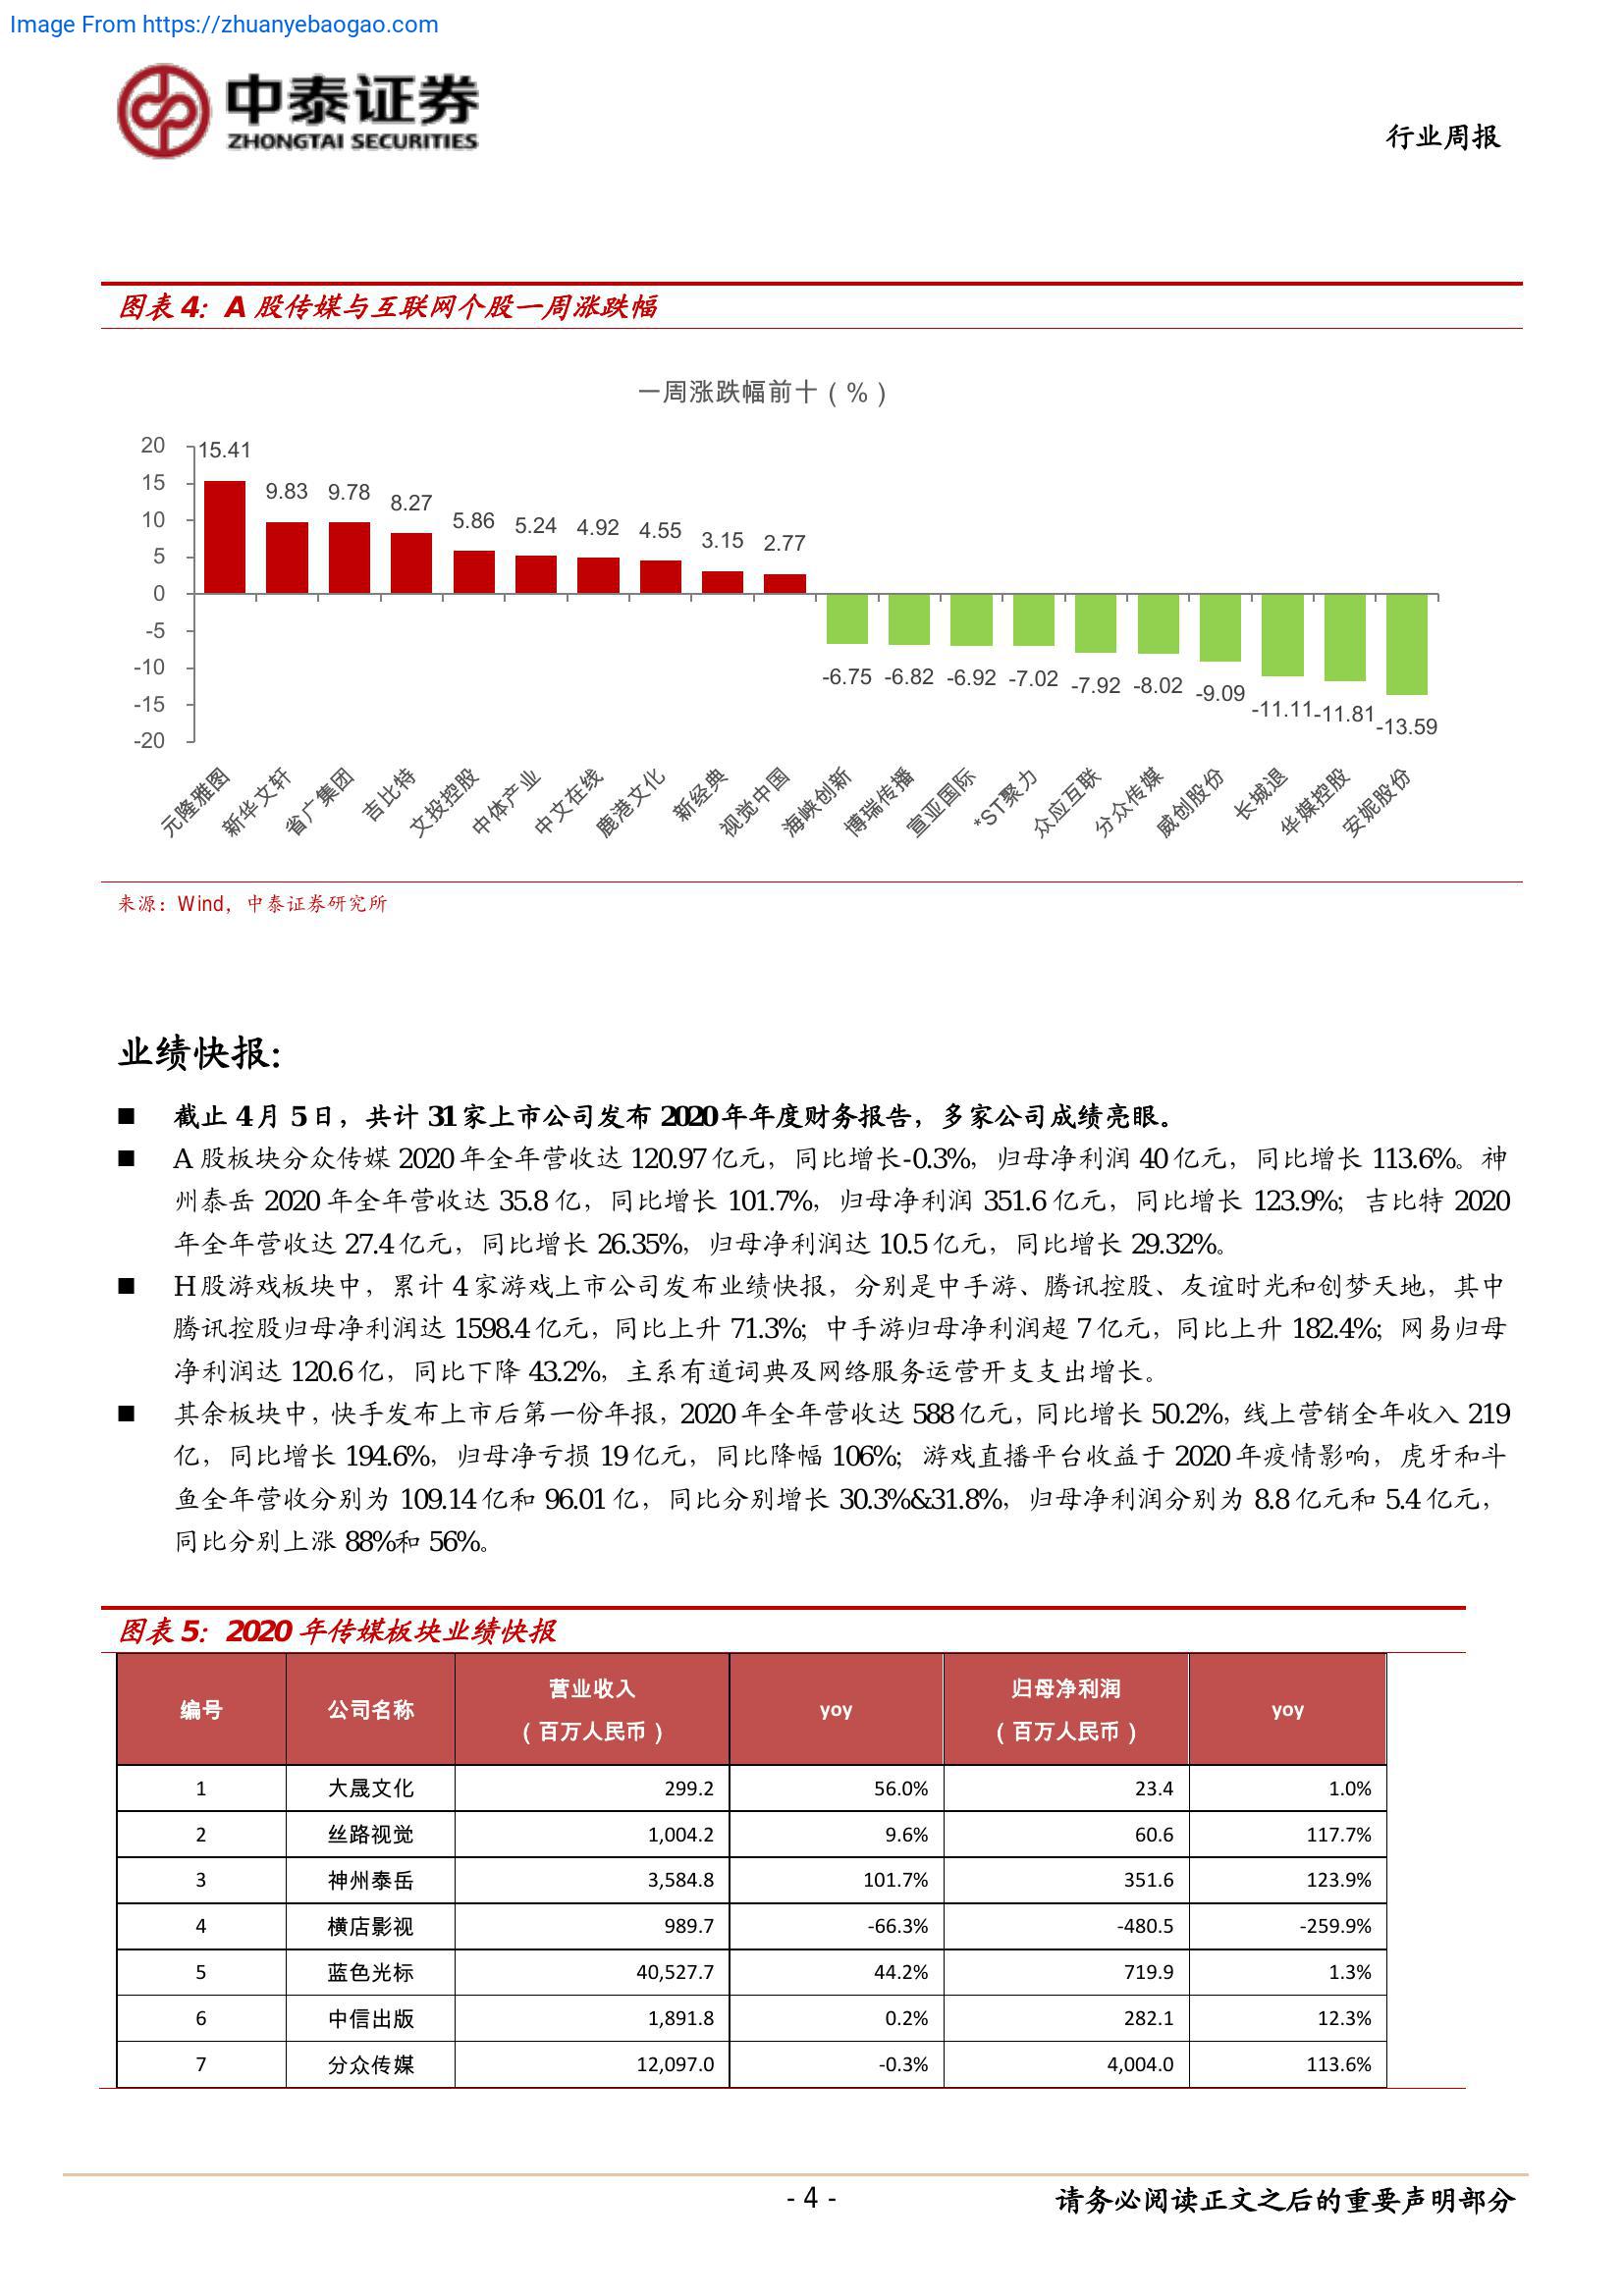 Image From https://zhuanyebaogao.com
中泰证券
ZHONGTAI SECURITIES
行业周报
图表 4：A 股传媒与互联网个股一周涨跌幅
一周涨跌幅前十（%）
20
15
10
5
0
-5
-10
-15
-20
15.41 9.83 9.78 8.27 5.86 5.24 4.92 4.55 3.15 2.77
-6.75 -6.82 -6.92 -7.02 -7.92 -8.02 -9.09 -11.11 -11.81 -13.59
元隆雅图 新华文轩 省广集团 吉比特 文投控股 中体产业 中文在线 鹿港文化 新经典 视觉中国 海峡创新 博瑞传播 宣亚国际 *ST聚力 众应互联 分众传媒 威创股份 长城退 华媒控股 安妮股份
来源：Wind，中泰证券研究所
业绩快报：
■ 截止 4 月 5 日，共计 31 家上市公司发布 2020 年年度财务报告，多家公司成绩亮眼。
■ A 股板块分众传媒 2020 年全年营收达 120.97 亿元，同比增长-0.3%，归母净利润 40 亿元，同比增长 113.6%。神
州泰岳 2020 年全年营收达 35.8 亿，同比增长 101.7%，归母净利润 351.6 亿元，同比增长 123.9%；吉比特 2020
年全年营收达 27.4 亿元，同比增长 26.35%，归母净利润达 10.5 亿元，同比增长 29.32%。
■ H 股游戏板块中，累计 4 家游戏上市公司发布业绩快报，分别是中手游、腾讯控股、友谊时光和创梦天地，其中
腾讯控股归母净利润达 1598.4 亿元，同比上升 71.3%；中手游归母净利润超 7 亿元，同比上升 182.4%；网易归母
净利润达 120.6 亿，同比下降 43.2%，主系有道词典及网络服务运营开支支出增长。
■ 其余板块中，快手发布上市后第一份年报，2020 年全年营收达 588 亿元，同比增长 50.2%，线上营销全年收入 219
亿，同比增长 194.6%，归母净亏损 19 亿元，同比降幅 106%；游戏直播平台收益于 2020 年疫情影响，虎牙和斗
鱼全年营收分别为 109.14 亿和 96.01 亿，同比分别增长 30.3%&31.8%，归母净利润分别为 8.8 亿元和 5.4 亿元，
同比分别上涨 88%和 56%。
图表 5：2020 年传媒板块业绩快报
编号 公司名称 营业收入（百万人民币） yoy 归母净利润（百万人民币） yoy
1 大晟文化 299.2 56.0% 23.4 1.0%
2 丝路视觉 1,004.2 9.6% 60.6 117.7%
3 神州泰岳 3,584.8 101.7% 351.6 123.9%
4 横店影视 989.7 -66.3% -480.5 -259.9%
5 蓝色光标 40,527.7 44.2% 719.9 1.3%
6 中信出版 1,891.8 0.2% 282.1 12.3%
7 分众传媒 12,097.0 -0.3% 4,004.0 113.6%
- 4 -
请务必阅读正文之后的重要声明部分